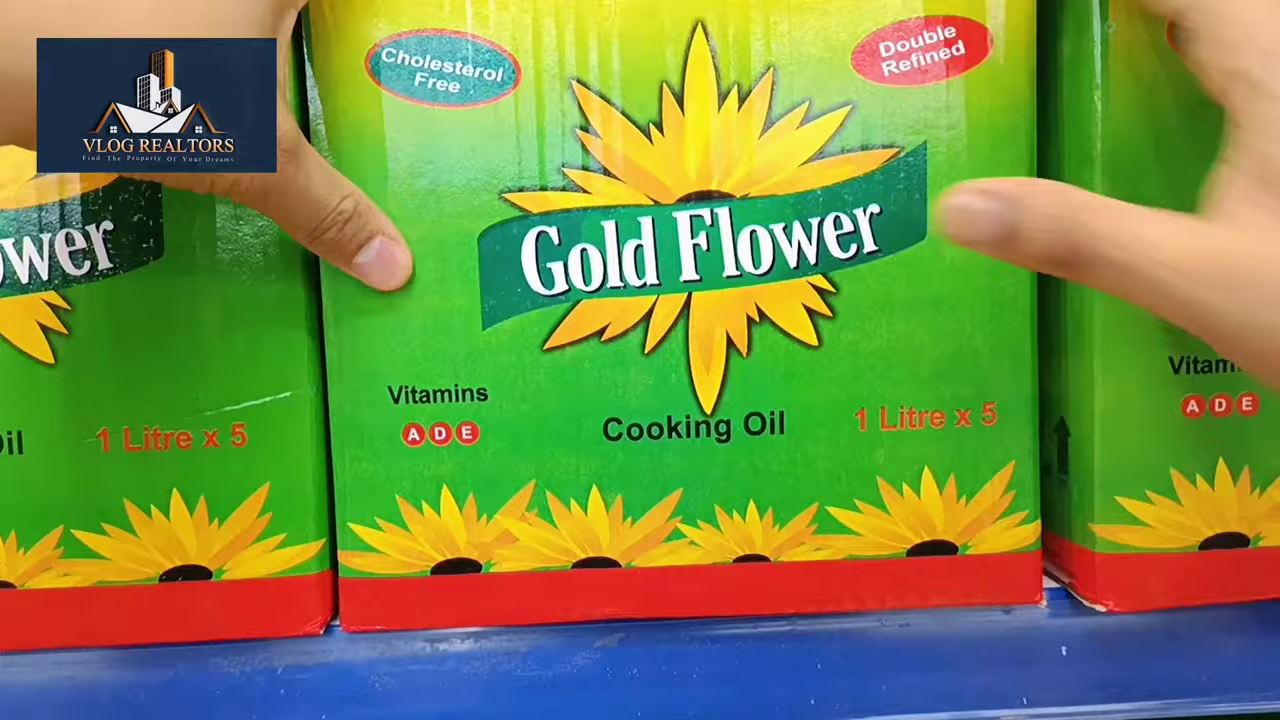 VLOG REALTORS
Find The Property Of Your Dreams
Cholesterol
Free
Double
Refined
Gold Flower
Vitamins
A D E
Cooking Oil
1 Litre x 5
wer
Oil
1 Litre x 5
Vitam
A D E